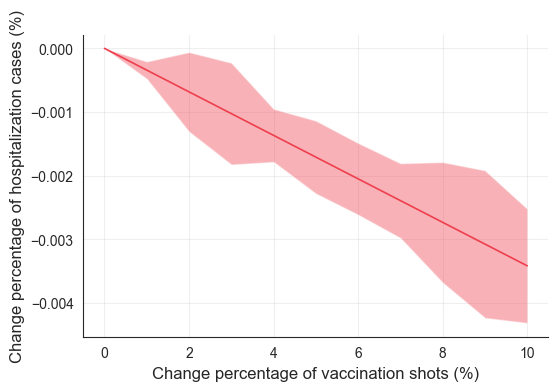 Change percentage of hospitalization cases (%)
0.000
−0.001
−0.002
−0.003
−0.004
0 2 4 6 8 10
Change percentage of vaccination shots (%)